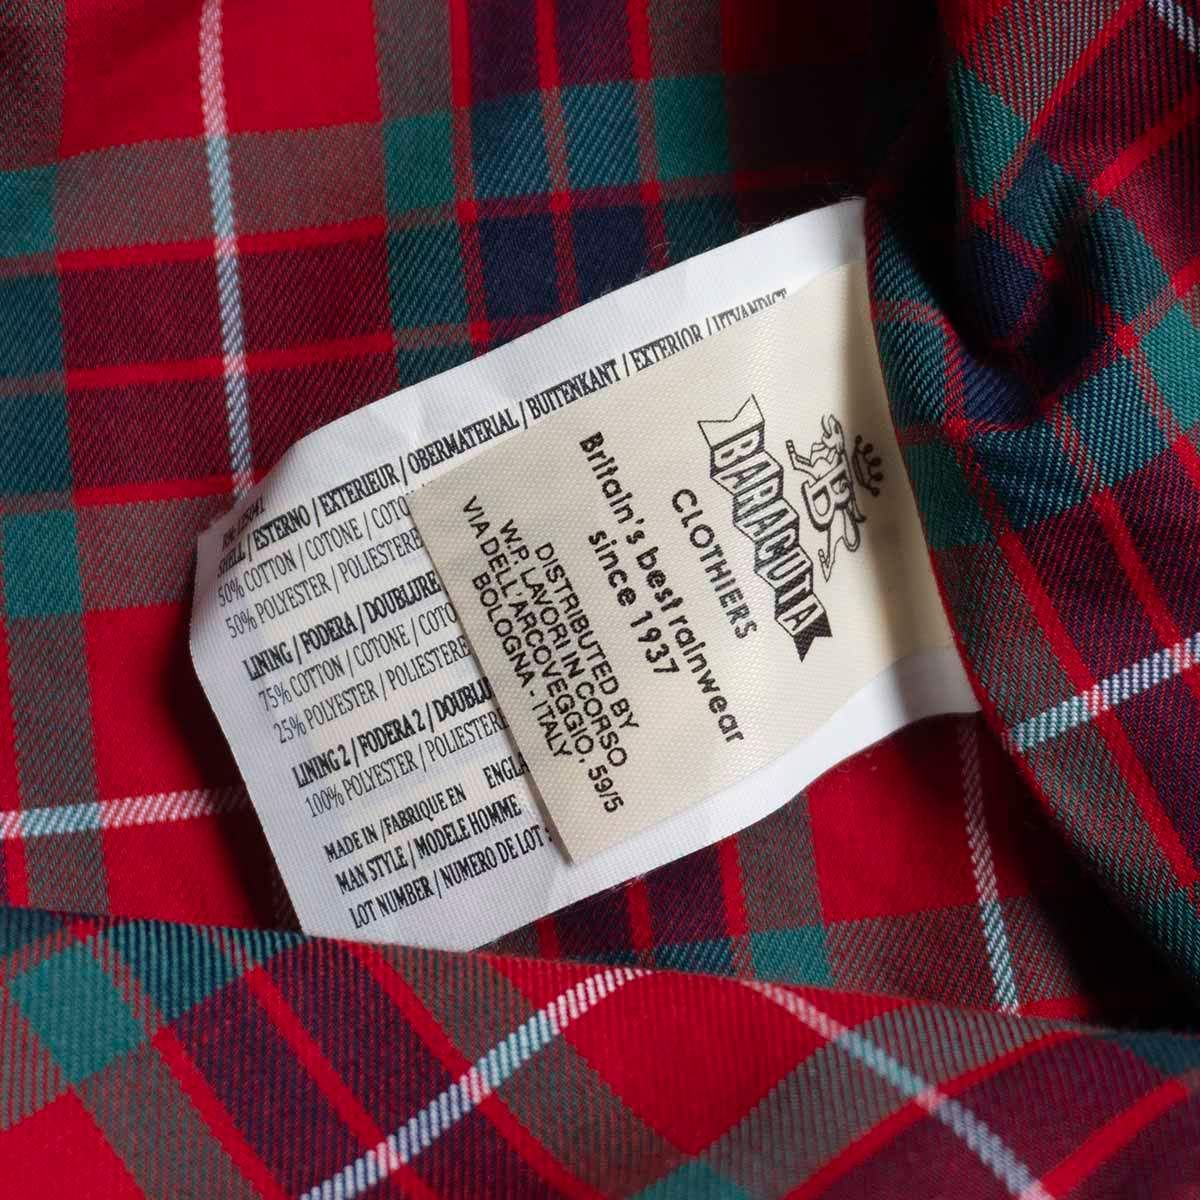 SHELL / ESTERNO / EXTERIEUR / OBERMATERIAL / BUITENKANT / EXTERIOR / UTVANDIGT
50% COTTON / COTONE / COTO
50% POLYESTER / POLIESTERE
LINING / FODERA / DOUBLURE
75% COTTON / COTONE / COTO
25% POLYESTER / POLIESTERE
LINING 2 / FODERA 2 / DOUBLU
100% POLYESTER / POLIESTER
MADE IN / FABRIQUE EN ENGLA
MAN STYLE / MODELE HOMME
LOT NUMBER / NUMERO DE LOT :
BARACUTA
CLOTHIERS
Britain's best rainwear
since 1937
DISTRIBUTED BY
W.P. LAVORI IN CORSO
VIA DELL'ARCOVEGGIO, 59/5
BOLOGNA - ITALY